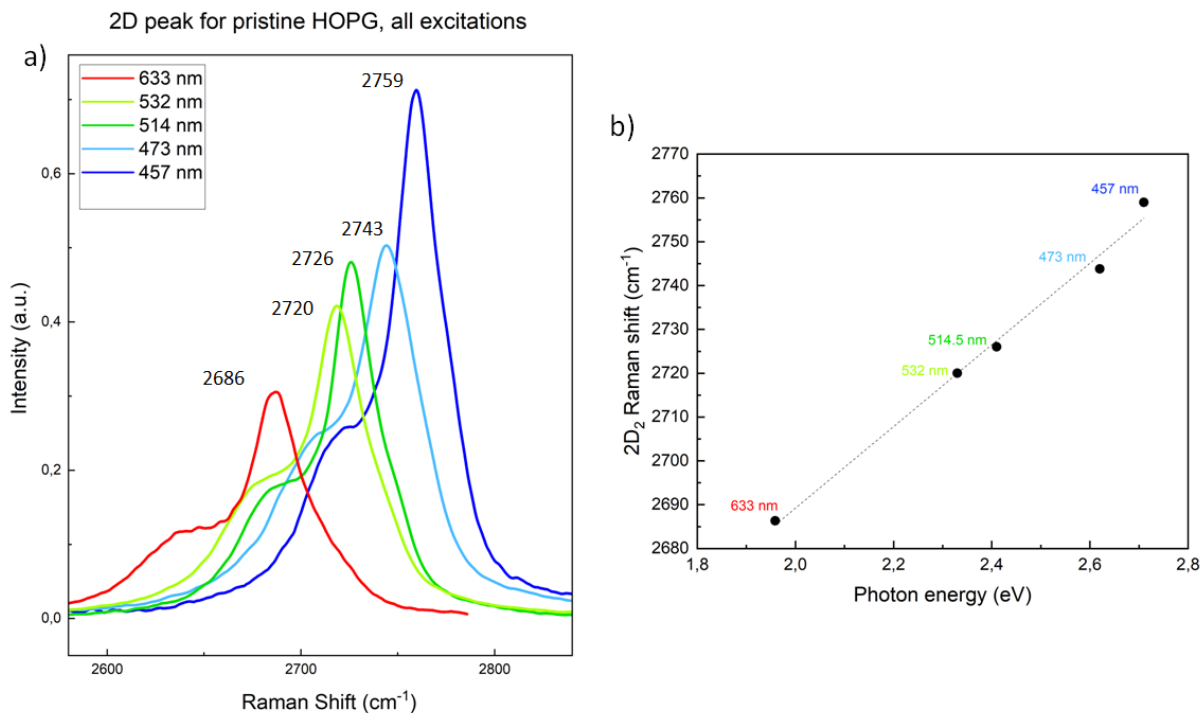 2D peak for pristine HOPG, all excitations
a)
633 nm
532 nm
514 nm
473 nm
457 nm
2759
2743
2726
2720
2686
0,6
0,4
0,2
0,0
Intensity (a.u.)
2600
2700
2800
Raman Shift (cm⁻¹)
b)
2770
2760
2750
2740
2730
2720
2710
2700
2690
2680
2D₂ Raman shift (cm⁻¹)
457 nm
473 nm
514.5 nm
532 nm
633 nm
1,8
2,0
2,2
2,4
2,6
2,8
Photon energy (eV)